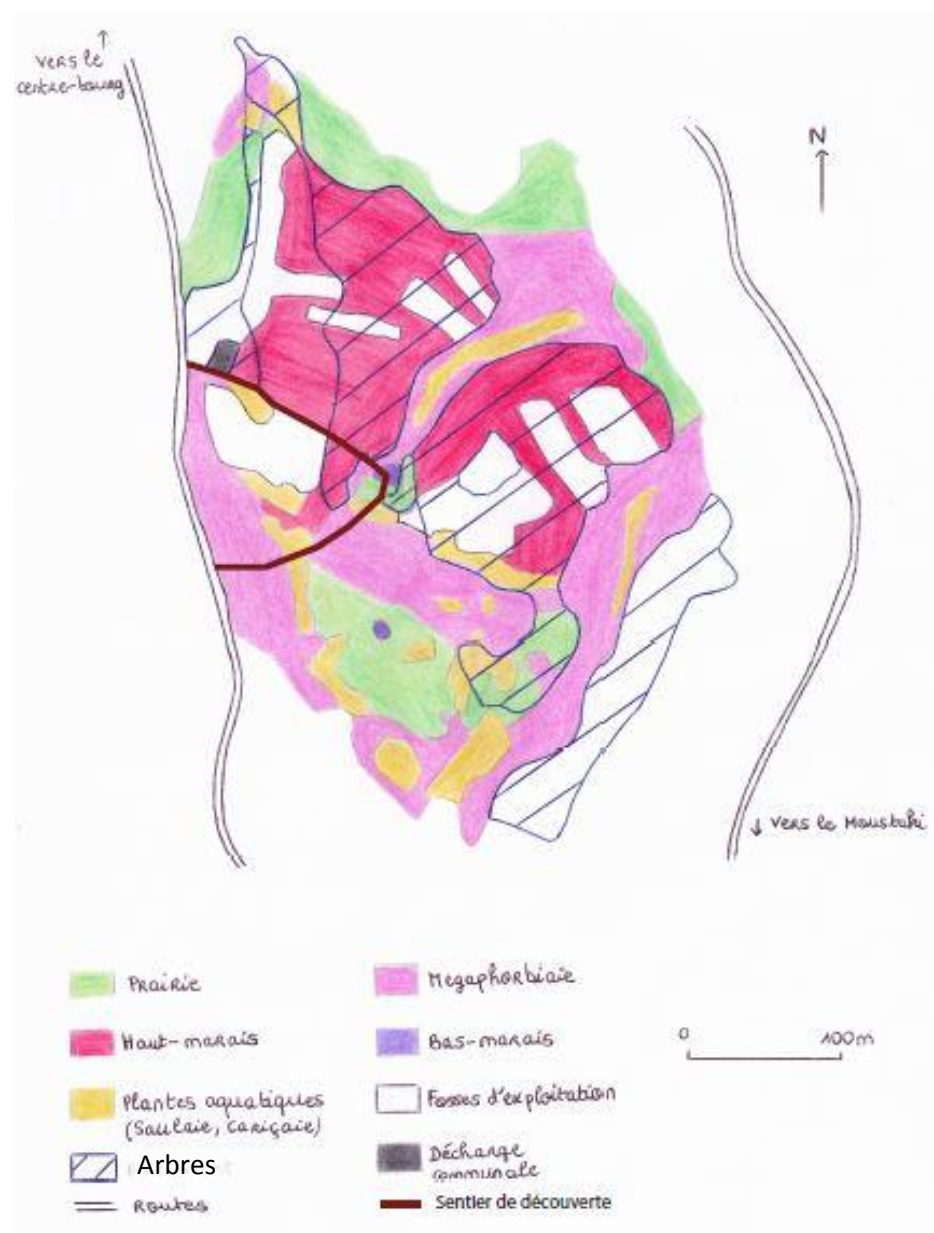 vers le
centre-bourg
N
vers le Moustaki
Prairie
Megaphorbiaie
Haut-marais
Bas-marais
0 100m
Plantes aquatiques
(Saulaie, Cariçaie)
Fosses d'exploitation
Arbres
Décharge
communale
Routes
Sentier de découverte